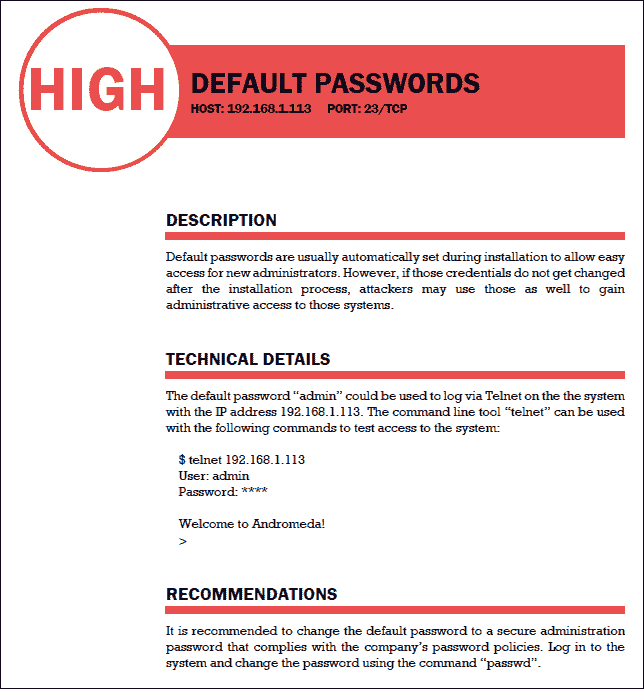 HIGH
DEFAULT PASSWORDS
HOST: 192.168.1.113 PORT: 23/TCP
DESCRIPTION
Default passwords are usually automatically set during installation to allow easy
access for new administrators. However, if those credentials do not get changed
after the installation process, attackers may use those as well to gain
administrative access to those systems.
TECHNICAL DETAILS
The default password “admin” could be used to log via Telnet on the the system
with the IP address 192.168.1.113. The command line tool “telnet” can be used
with the following commands to test access to the system:
$ telnet 192.168.1.113
User: admin
Password: ****
Welcome to Andromeda!
>
RECOMMENDATIONS
It is recommended to change the default password to a secure administration
password that complies with the company’s password policies. Log in to the
system and change the password using the command “passwd”.